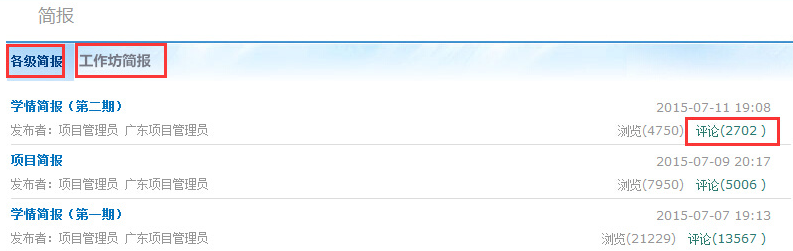 简报
各级简报 工作坊简报
学情简报（第二期） 2015-07-11 19:08
发布者：项目管理员 广东项目管理员 浏览(4750) 评论(2702 )
项目简报 2015-07-09 20:17
发布者：项目管理员 广东项目管理员 浏览(7950) 评论(5006 )
学情简报（第一期） 2015-07-07 19:13
发布者：项目管理员 广东项目管理员 浏览(21229) 评论(13567 )